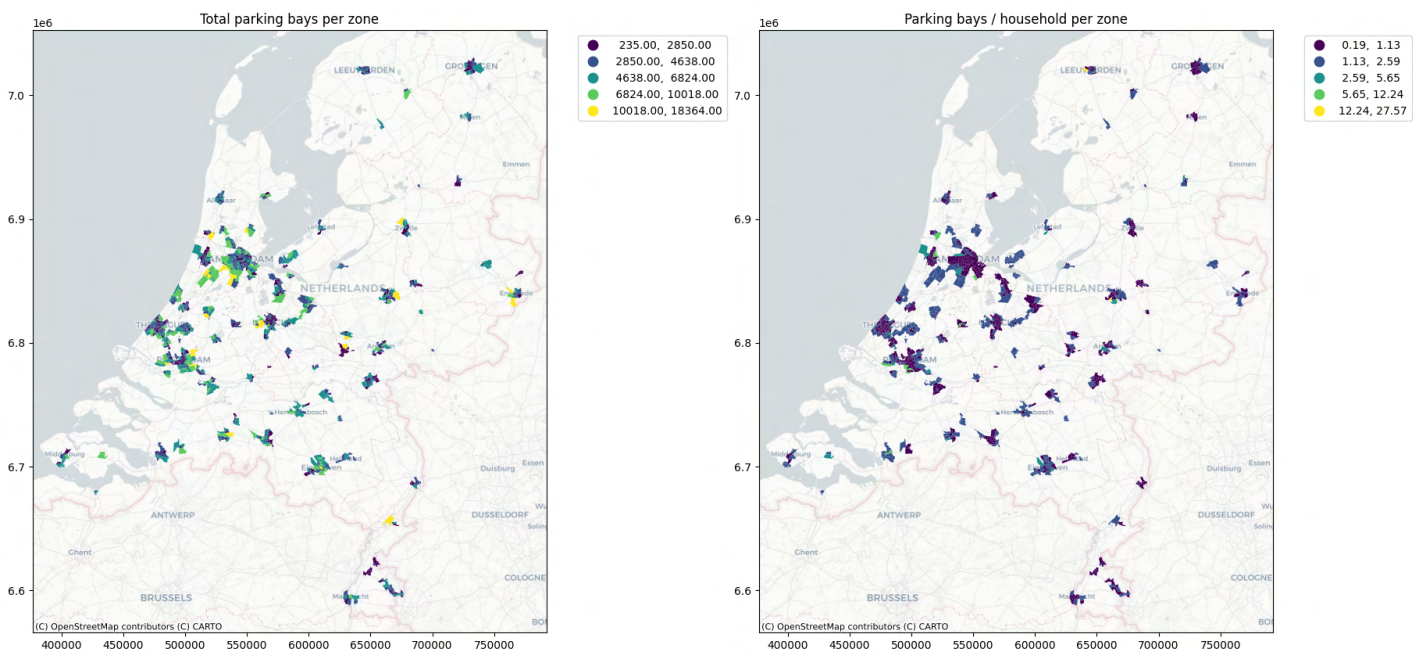 Total parking bays per zone
1e6
7.0
6.9
6.8
6.7
6.6
400000 450000 500000 550000 600000 650000 700000 750000
235.00, 2850.00
2850.00, 4638.00
4638.00, 6824.00
6824.00, 10018.00
10018.00, 18364.00
Emmen
NETHERLANDS
Duisburg
Essen
ANTWERP
DUSSELDORF
Ghent
COLOGNE
BRUSSELS
(C) OpenStreetMap contributors (C) CARTO
Parking bays / household per zone
1e6
7.0
6.9
6.8
6.7
6.6
400000 450000 500000 550000 600000 650000 700000 750000
0.19, 1.13
1.13, 2.59
2.59, 5.65
5.65, 12.24
12.24, 27.57
Emmen
NETHERLANDS
Duisburg
Essen
ANTWERP
DUSSELDORF
Ghent
COLOGNE
BRUSSELS
(C) OpenStreetMap contributors (C) CARTO